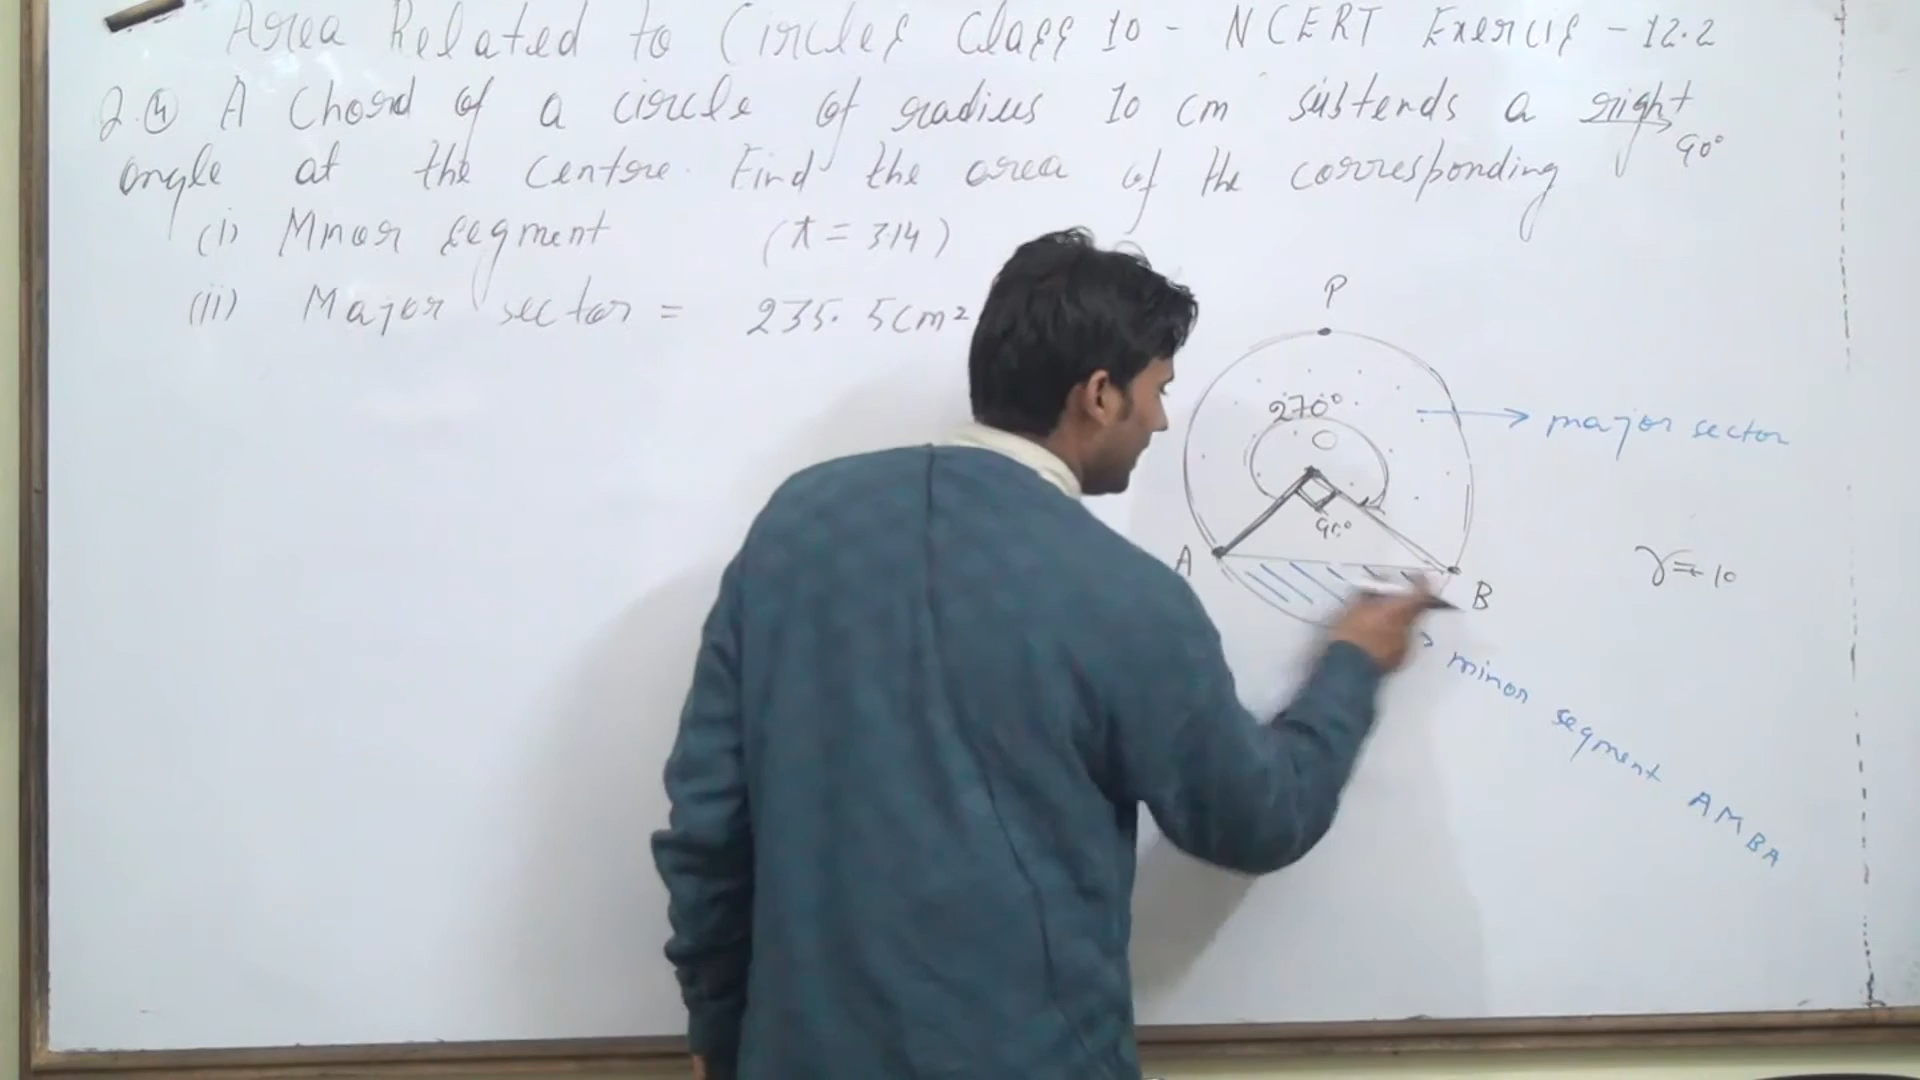 Area Related to Circles Class 10 - NCERT Exercis - 12.2
Q.4 A Chord of a circle of radius 10 cm subtends a right
90°
angle at the centre. Find the area of the corresponding
(i) Mnor segment (π = 3.14)
(ii) Major sector = 235.5cm²
P
270°
O
major sector
90°
A
B
r = 10
minor segment AMBA